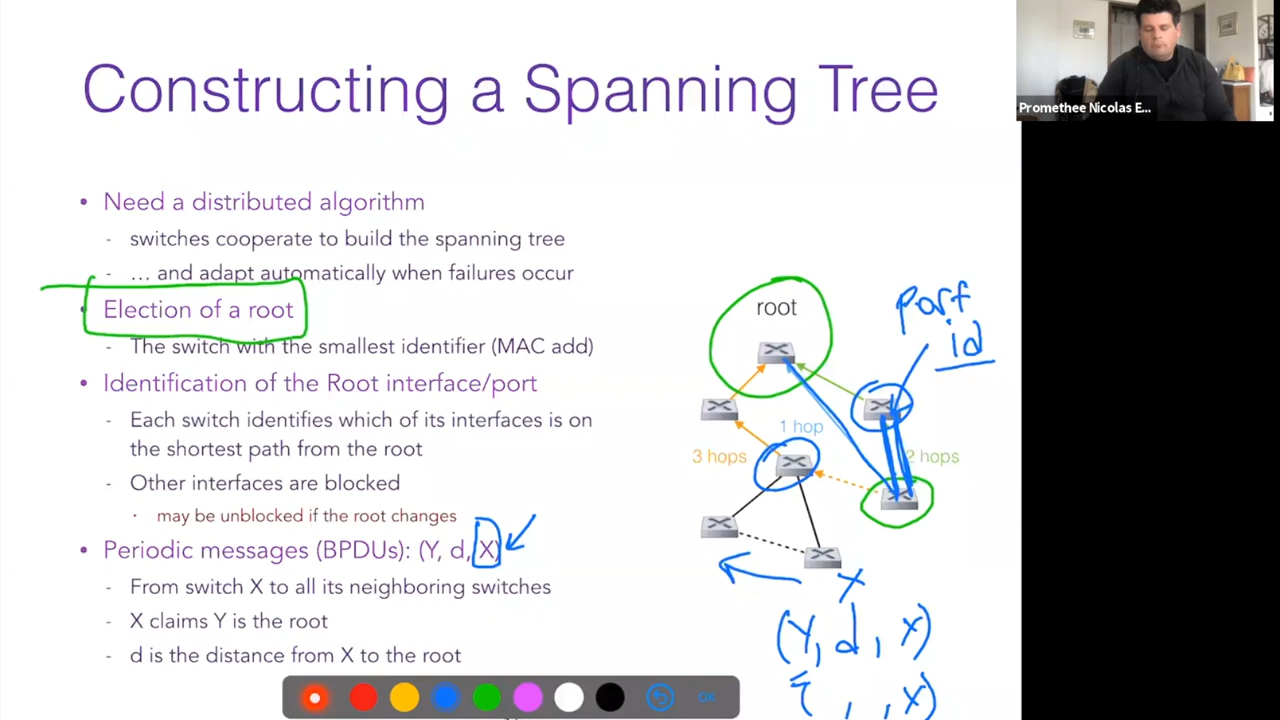 Promethee Nicolas E...
Constructing a Spanning Tree
• Need a distributed algorithm
- switches cooperate to build the spanning tree
- ... and adapt automatically when failures occur
• Election of a root
- The switch with the smallest identifier (MAC add)
• Identification of the Root interface/port
- Each switch identifies which of its interfaces is on
the shortest path from the root
- Other interfaces are blocked
· may be unblocked if the root changes
• Periodic messages (BPDUs): (Y, d, X)
- From switch X to all its neighboring switches
- X claims Y is the root
- d is the distance from X to the root
root
port
id
1 hop
3 hops
2 hops
X
(Y, d, X)
, , X)